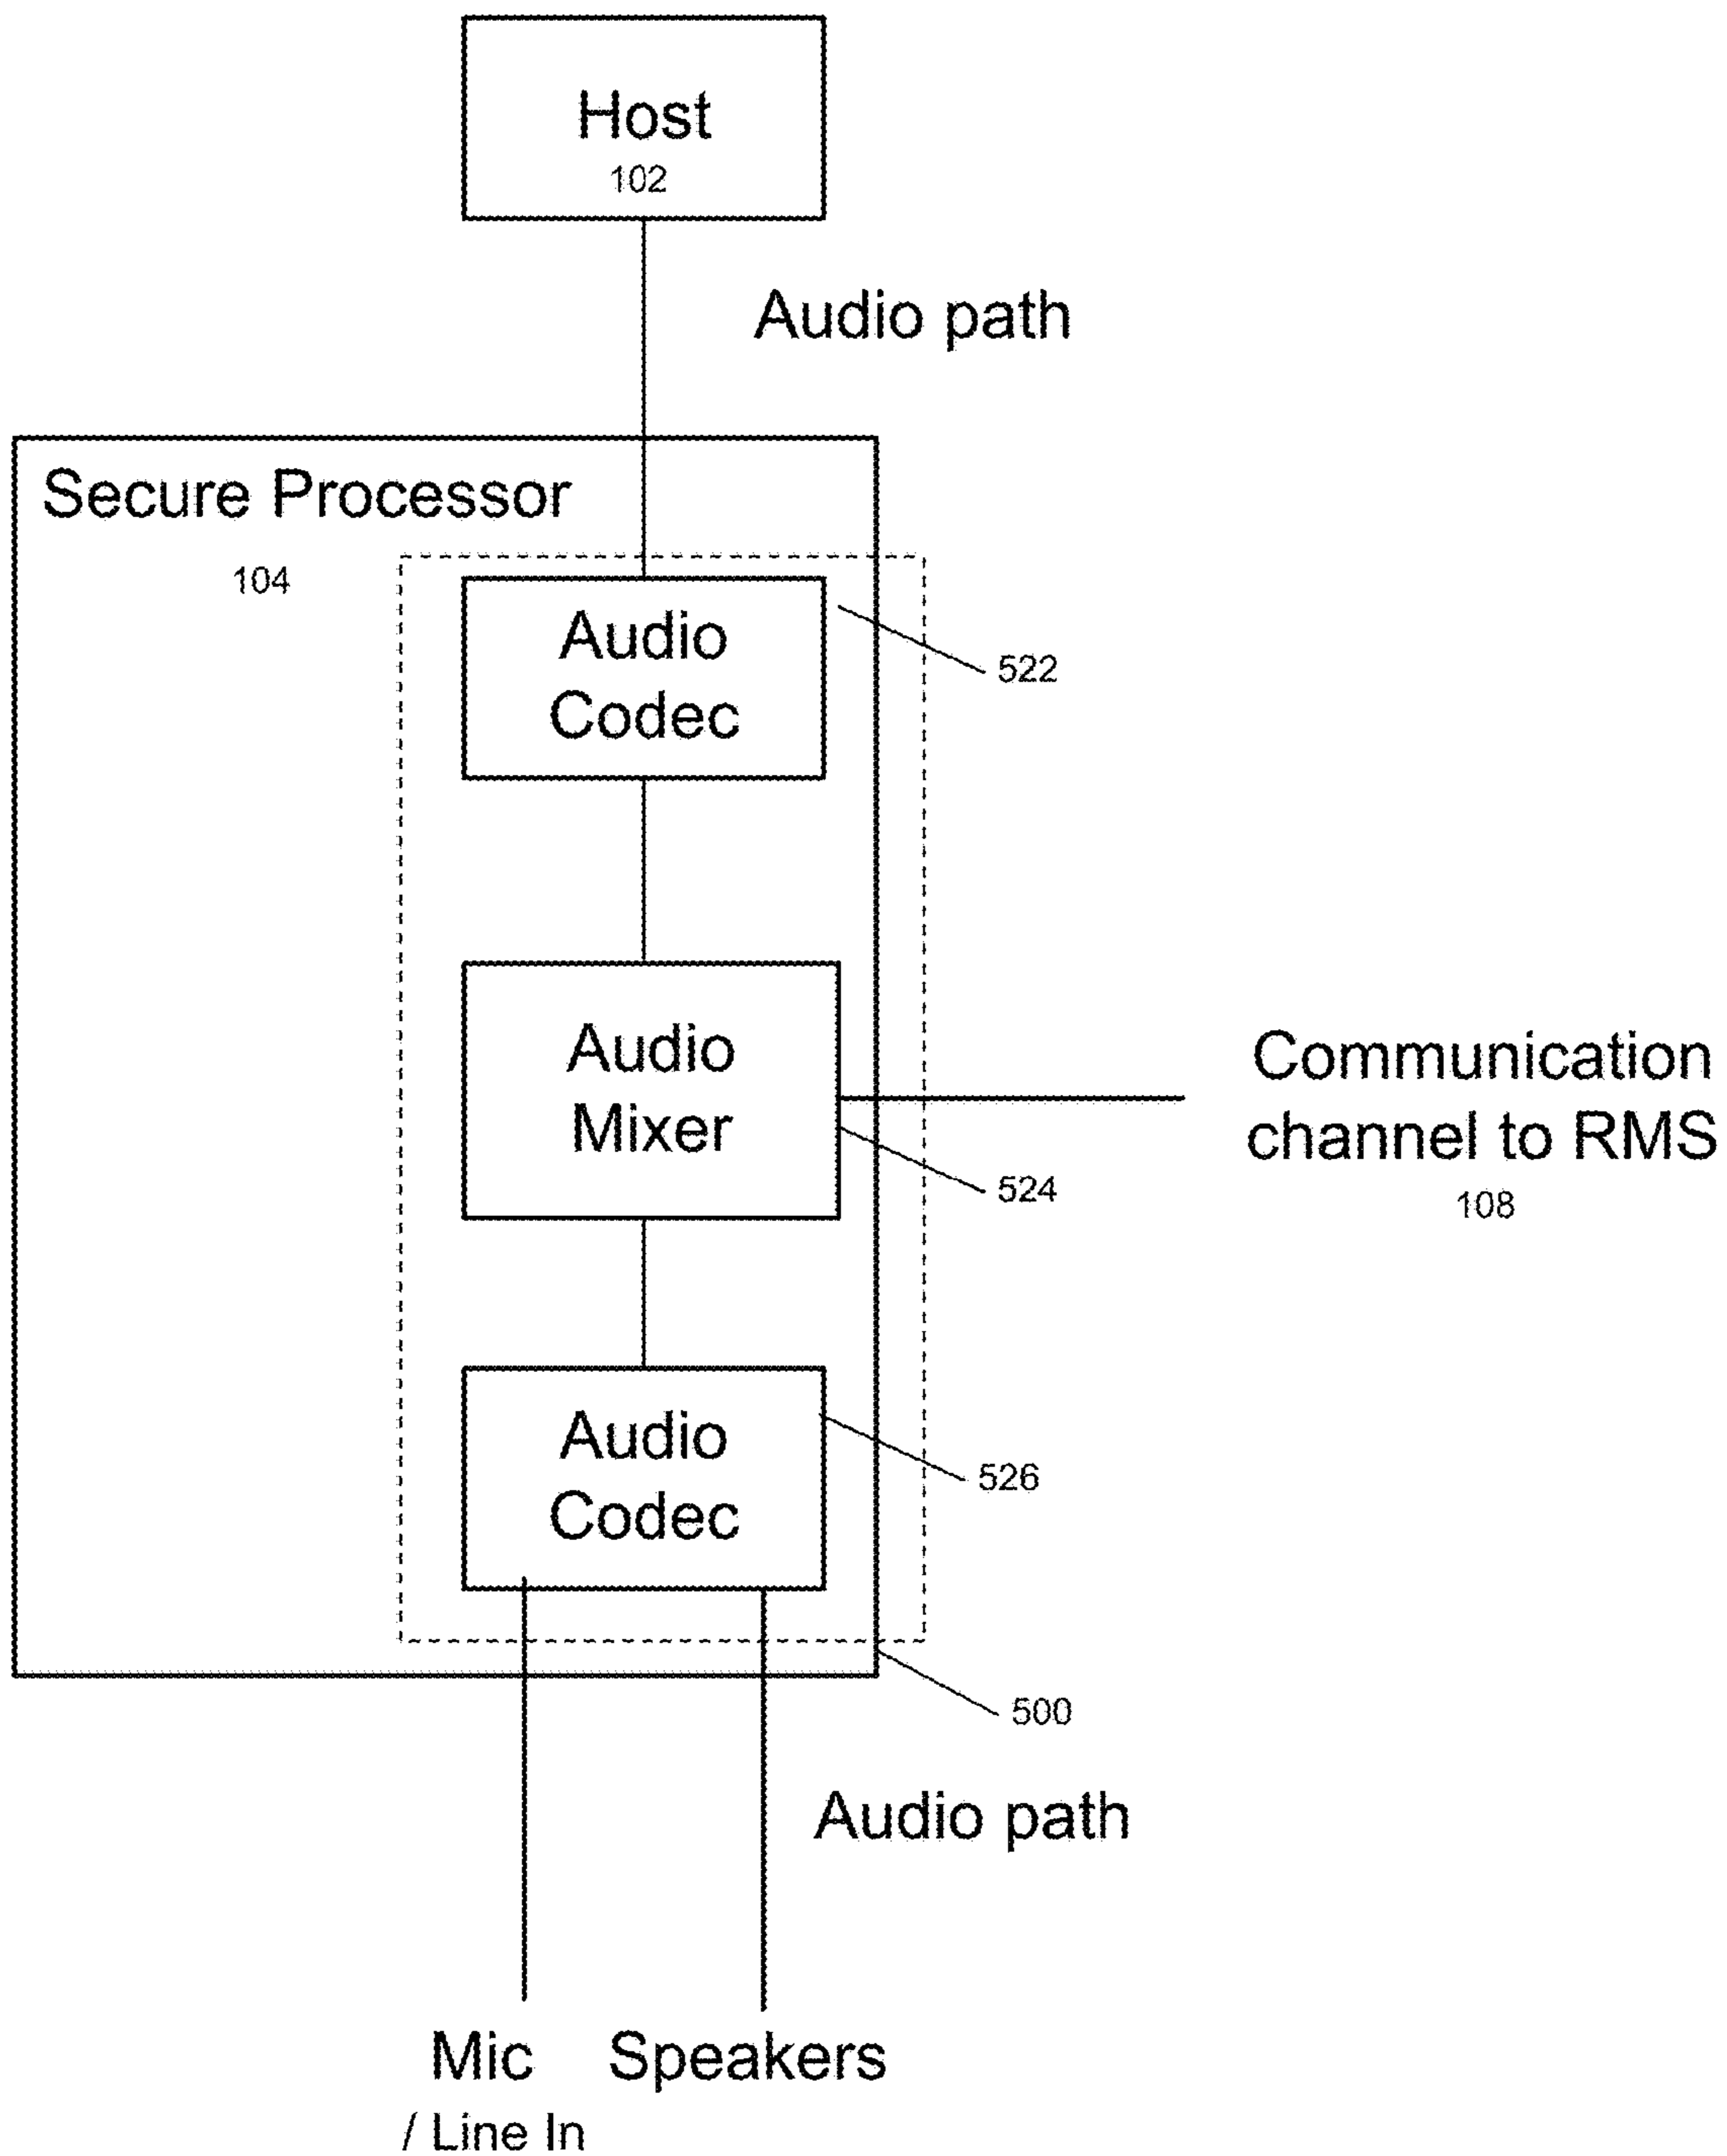 Host
102
Audio path
Secure Processor
104
Audio
Codec
522
Audio
Mixer
524
Communication
channel to RMS
108
Audio
Codec
526
500
Audio path
Mic
/ Line In
Speakers